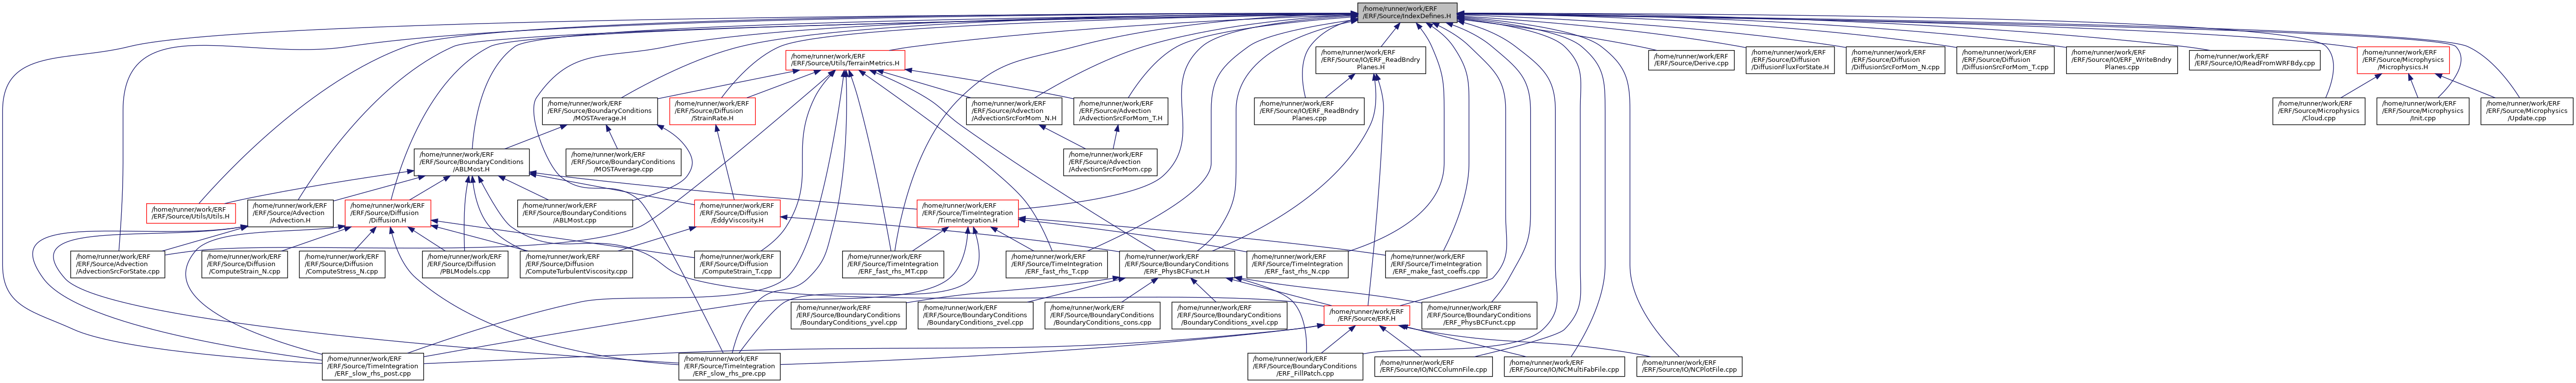 /home/runner/work/ERF
/ERF/Source/IndexDefines.H
/home/runner/work/ERF
/ERF/Source/Utils/TerrainMetrics.H
/home/runner/work/ERF
/ERF/Source/IO/ERF_ReadBndry
Planes.H
/home/runner/work/ERF
/ERF/Source/Derive.cpp
/home/runner/work/ERF
/ERF/Source/Diffusion
/DiffusionFluxForState.H
/home/runner/work/ERF
/ERF/Source/Diffusion
/DiffusionSrcForMom_N.cpp
/home/runner/work/ERF
/ERF/Source/Diffusion
/DiffusionSrcForMom_T.cpp
/home/runner/work/ERF
/ERF/Source/IO/ERF_WriteBndry
Planes.cpp
/home/runner/work/ERF
/ERF/Source/IO/ReadFromWRFBdy.cpp
/home/runner/work/ERF
/ERF/Source/Microphysics
/Microphysics.H
/home/runner/work/ERF
/ERF/Source/BoundaryConditions
/MOSTAverage.H
/home/runner/work/ERF
/ERF/Source/Diffusion
/StrainRate.H
/home/runner/work/ERF
/ERF/Source/Advection
/AdvectionSrcForMom_N.H
/home/runner/work/ERF
/ERF/Source/Advection
/AdvectionSrcForMom_T.H
/home/runner/work/ERF
/ERF/Source/IO/ERF_ReadBndry
Planes.cpp
/home/runner/work/ERF
/ERF/Source/Microphysics
/Cloud.cpp
/home/runner/work/ERF
/ERF/Source/Microphysics
/Init.cpp
/home/runner/work/ERF
/ERF/Source/Microphysics
/Update.cpp
/home/runner/work/ERF
/ERF/Source/BoundaryConditions
/ABLMost.H
/home/runner/work/ERF
/ERF/Source/BoundaryConditions
/MOSTAverage.cpp
/home/runner/work/ERF
/ERF/Source/Advection
/AdvectionSrcForMom.cpp
/home/runner/work/ERF
/ERF/Source/Utils/Utils.H
/home/runner/work/ERF
/ERF/Source/Advection
/Advection.H
/home/runner/work/ERF
/ERF/Source/Diffusion
/Diffusion.H
/home/runner/work/ERF
/ERF/Source/BoundaryConditions
/ABLMost.cpp
/home/runner/work/ERF
/ERF/Source/Diffusion
/EddyViscosity.H
/home/runner/work/ERF
/ERF/Source/TimeIntegration
/TimeIntegration.H
/home/runner/work/ERF
/ERF/Source/Advection
/AdvectionSrcForState.cpp
/home/runner/work/ERF
/ERF/Source/Diffusion
/ComputeStrain_N.cpp
/home/runner/work/ERF
/ERF/Source/Diffusion
/ComputeStress_N.cpp
/home/runner/work/ERF
/ERF/Source/Diffusion
/PBLModels.cpp
/home/runner/work/ERF
/ERF/Source/Diffusion
/ComputeTurbulentViscosity.cpp
/home/runner/work/ERF
/ERF/Source/Diffusion
/ComputeStrain_T.cpp
/home/runner/work/ERF
/ERF/Source/TimeIntegration
/ERF_fast_rhs_MT.cpp
/home/runner/work/ERF
/ERF/Source/TimeIntegration
/ERF_fast_rhs_T.cpp
/home/runner/work/ERF
/ERF/Source/BoundaryConditions
/ERF_PhysBCFunct.H
/home/runner/work/ERF
/ERF/Source/TimeIntegration
/ERF_fast_rhs_N.cpp
/home/runner/work/ERF
/ERF/Source/TimeIntegration
/ERF_make_fast_coeffs.cpp
/home/runner/work/ERF
/ERF/Source/BoundaryConditions
/BoundaryConditions_yvel.cpp
/home/runner/work/ERF
/ERF/Source/BoundaryConditions
/BoundaryConditions_zvel.cpp
/home/runner/work/ERF
/ERF/Source/BoundaryConditions
/BoundaryConditions_cons.cpp
/home/runner/work/ERF
/ERF/Source/BoundaryConditions
/BoundaryConditions_xvel.cpp
/home/runner/work/ERF
/ERF/Source/ERF.H
/home/runner/work/ERF
/ERF/Source/BoundaryConditions
/ERF_PhysBCFunct.cpp
/home/runner/work/ERF
/ERF/Source/TimeIntegration
/ERF_slow_rhs_post.cpp
/home/runner/work/ERF
/ERF/Source/TimeIntegration
/ERF_slow_rhs_pre.cpp
/home/runner/work/ERF
/ERF/Source/BoundaryConditions
/ERF_FillPatch.cpp
/home/runner/work/ERF
/ERF/Source/IO/NCColumnFile.cpp
/home/runner/work/ERF
/ERF/Source/IO/NCMultiFabFile.cpp
/home/runner/work/ERF
/ERF/Source/IO/NCPlotFile.cpp